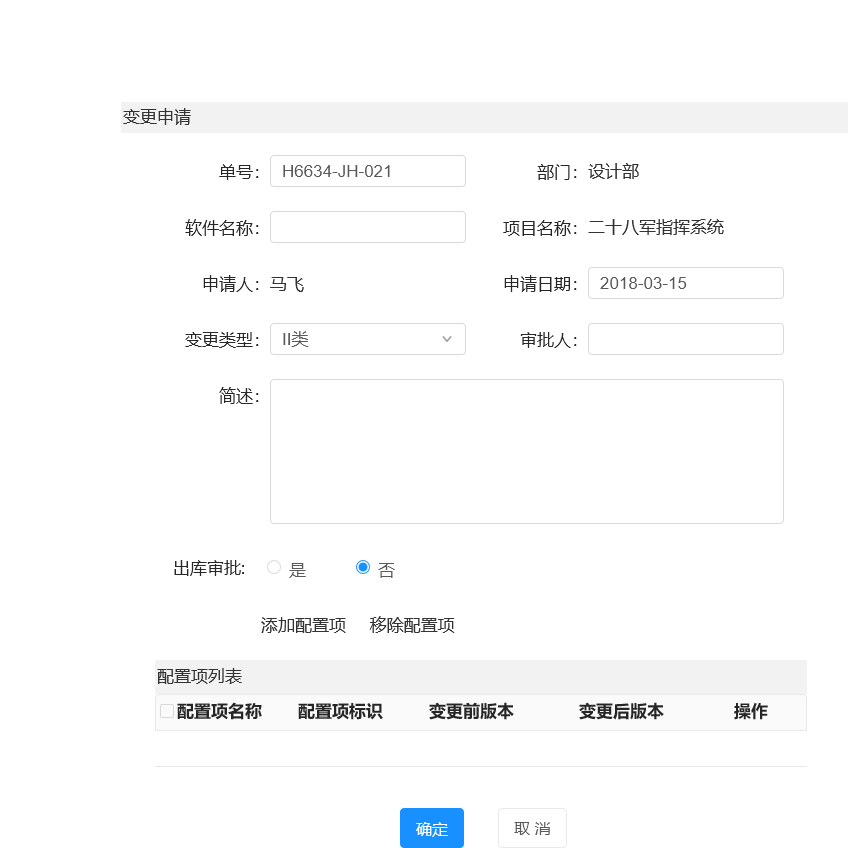 变更申请
单号： H6634-JH-021 部门： 设计部
软件名称： 项目名称： 二十八军指挥系统
申请人： 马飞 申请日期： 2018-03-15
变更类型： II类 审批人：
简述：
出库审批: 是 否
添加配置项 移除配置项
配置项列表
配置项名称 配置项标识 变更前版本 变更后版本 操作
确定 取 消